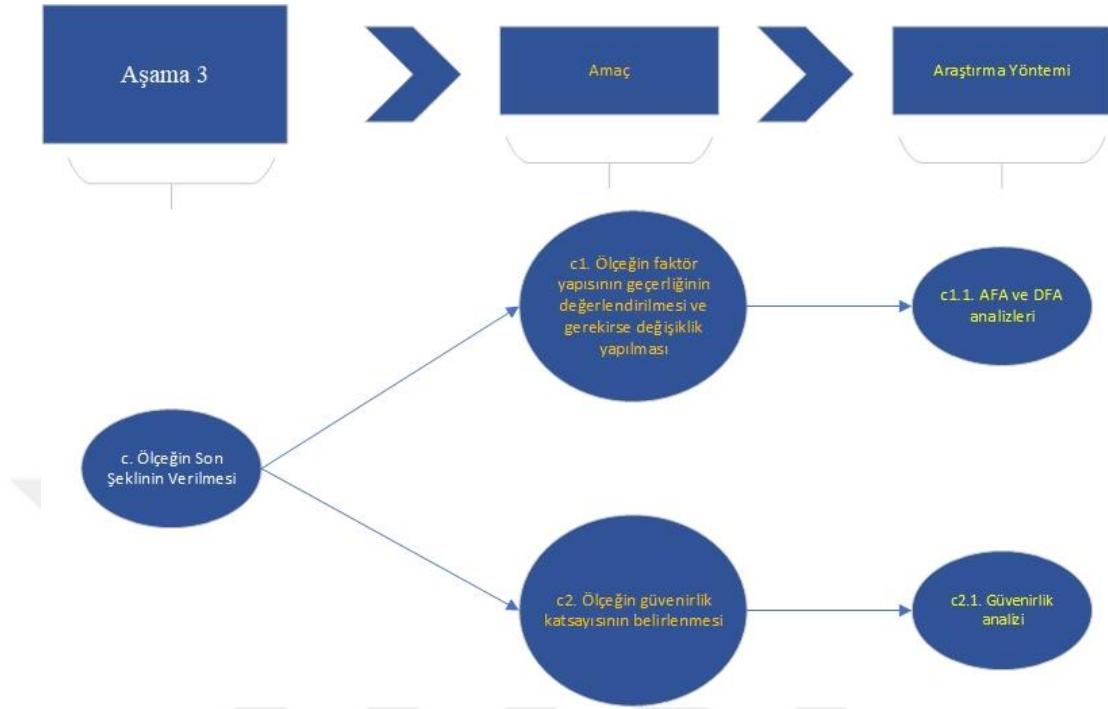 Aşama 3
Amaç
Araştırma Yöntemi
c1. Ölçeğin faktör
yapısının geçerliğinin
değerlendirilmesi ve
gerekirse değişiklik
yapılması
c1.1. AFA ve DFA
analizleri
c. Ölçeğin Son
Şeklinin Verilmesi
c2. Ölçeğin güvenirlik
katsayısının belirlenmesi
c2.1. Güvenirlik
analizi